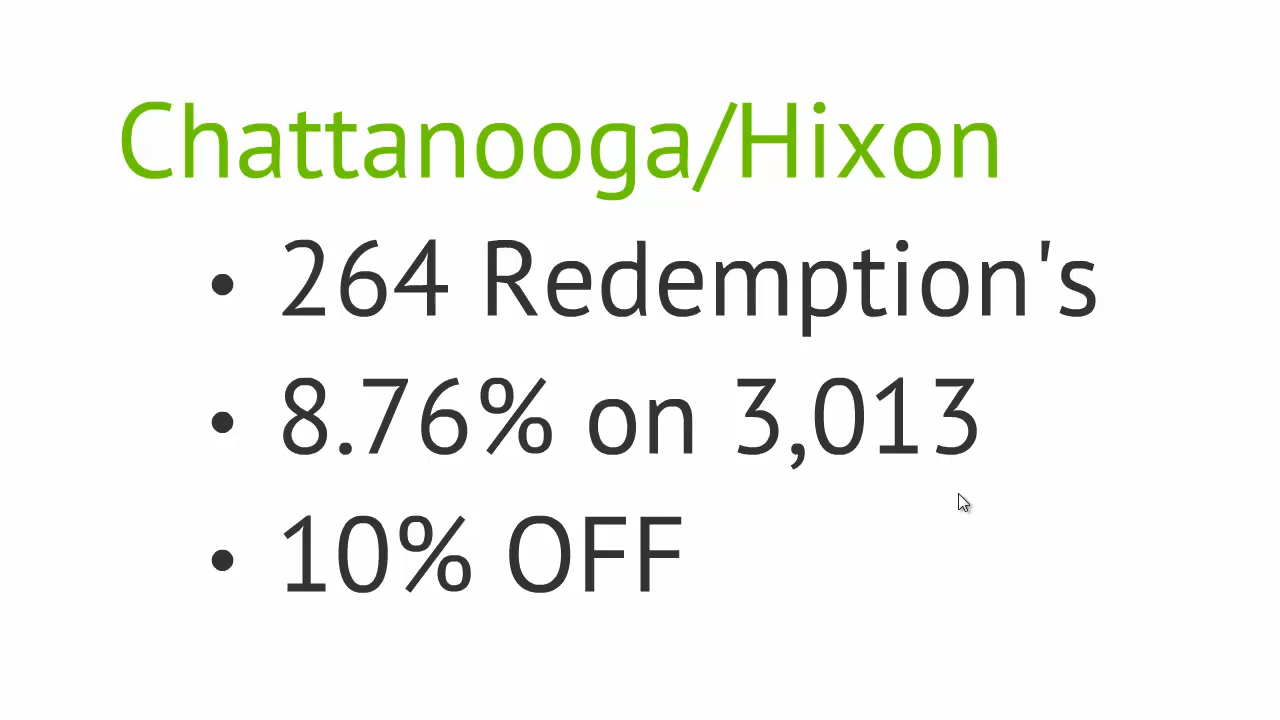 Chattanooga/Hixon
• 264 Redemption's
• 8.76% on 3,013
• 10% OFF